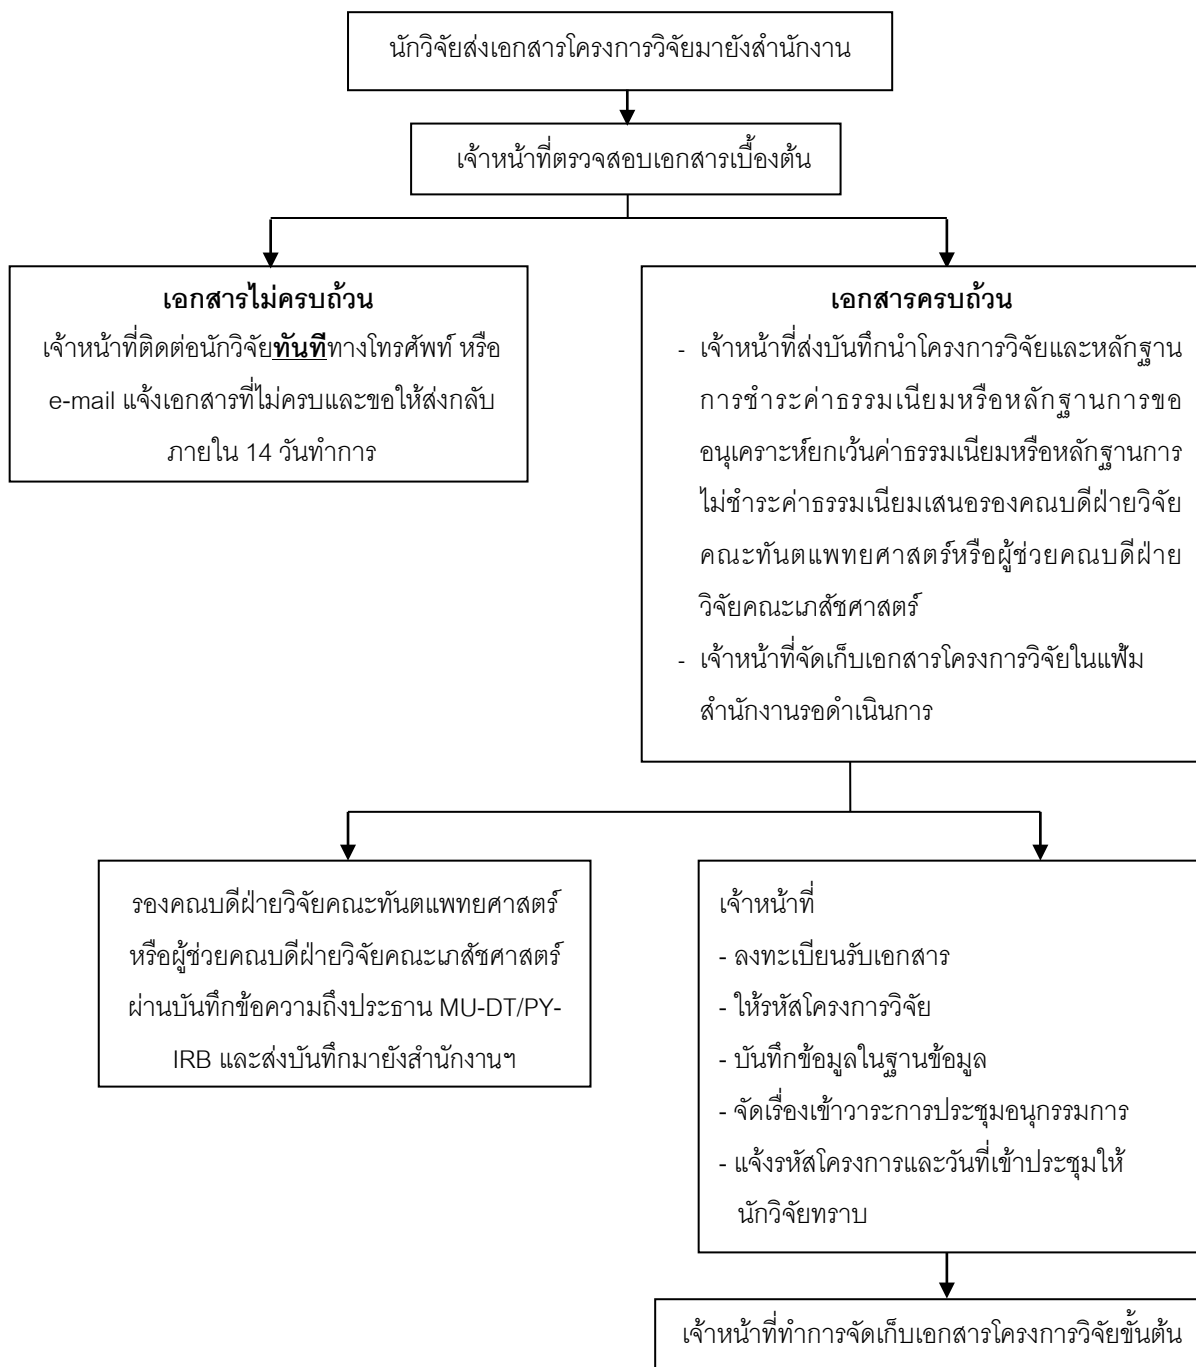 นักวิจัยส่งเอกสารโครงการวิจัยมายังสำนักงาน
เจ้าหน้าที่ตรวจสอบเอกสารเบื้องต้น
เอกสารไม่ครบถ้วน
เจ้าหน้าที่ติดต่อนักวิจัยทันทีทางโทรศัพท์ หรือ
e-mail แจ้งเอกสารที่ไม่ครบและขอให้ส่งกลับ
ภายใน 14 วันทำการ
เอกสารครบถ้วน
- เจ้าหน้าที่ส่งบันทึกนำโครงการวิจัยและหลักฐาน
การชำระค่าธรรมเนียมหรือหลักฐานการขอ
อนุเคราะห์ยกเว้นค่าธรรมเนียมหรือหลักฐานการ
ไม่ชำระค่าธรรมเนียมเสนอรองคณบดีฝ่ายวิจัย
คณะทันตแพทยศาสตร์หรือผู้ช่วยคณบดีฝ่าย
วิจัยคณะเภสัชศาสตร์
- เจ้าหน้าที่จัดเก็บเอกสารโครงการวิจัยในแฟ้ม
สำนักงานรอดำเนินการ
รองคณบดีฝ่ายวิจัยคณะทันตแพทยศาสตร์
หรือผู้ช่วยคณบดีฝ่ายวิจัยคณะเภสัชศาสตร์
ผ่านบันทึกข้อความถึงประธาน MU-DT/PY-
IRB และส่งบันทึกมายังสำนักงานฯ
เจ้าหน้าที่
- ลงทะเบียนรับเอกสาร
- ให้รหัสโครงการวิจัย
- บันทึกข้อมูลในฐานข้อมูล
- จัดเรื่องเข้าวาระการประชุมอนุกรรมการ
- แจ้งรหัสโครงการและวันที่เข้าประชุมให้
นักวิจัยทราบ
เจ้าหน้าที่ทำการจัดเก็บเอกสารโครงการวิจัยขั้นต้น